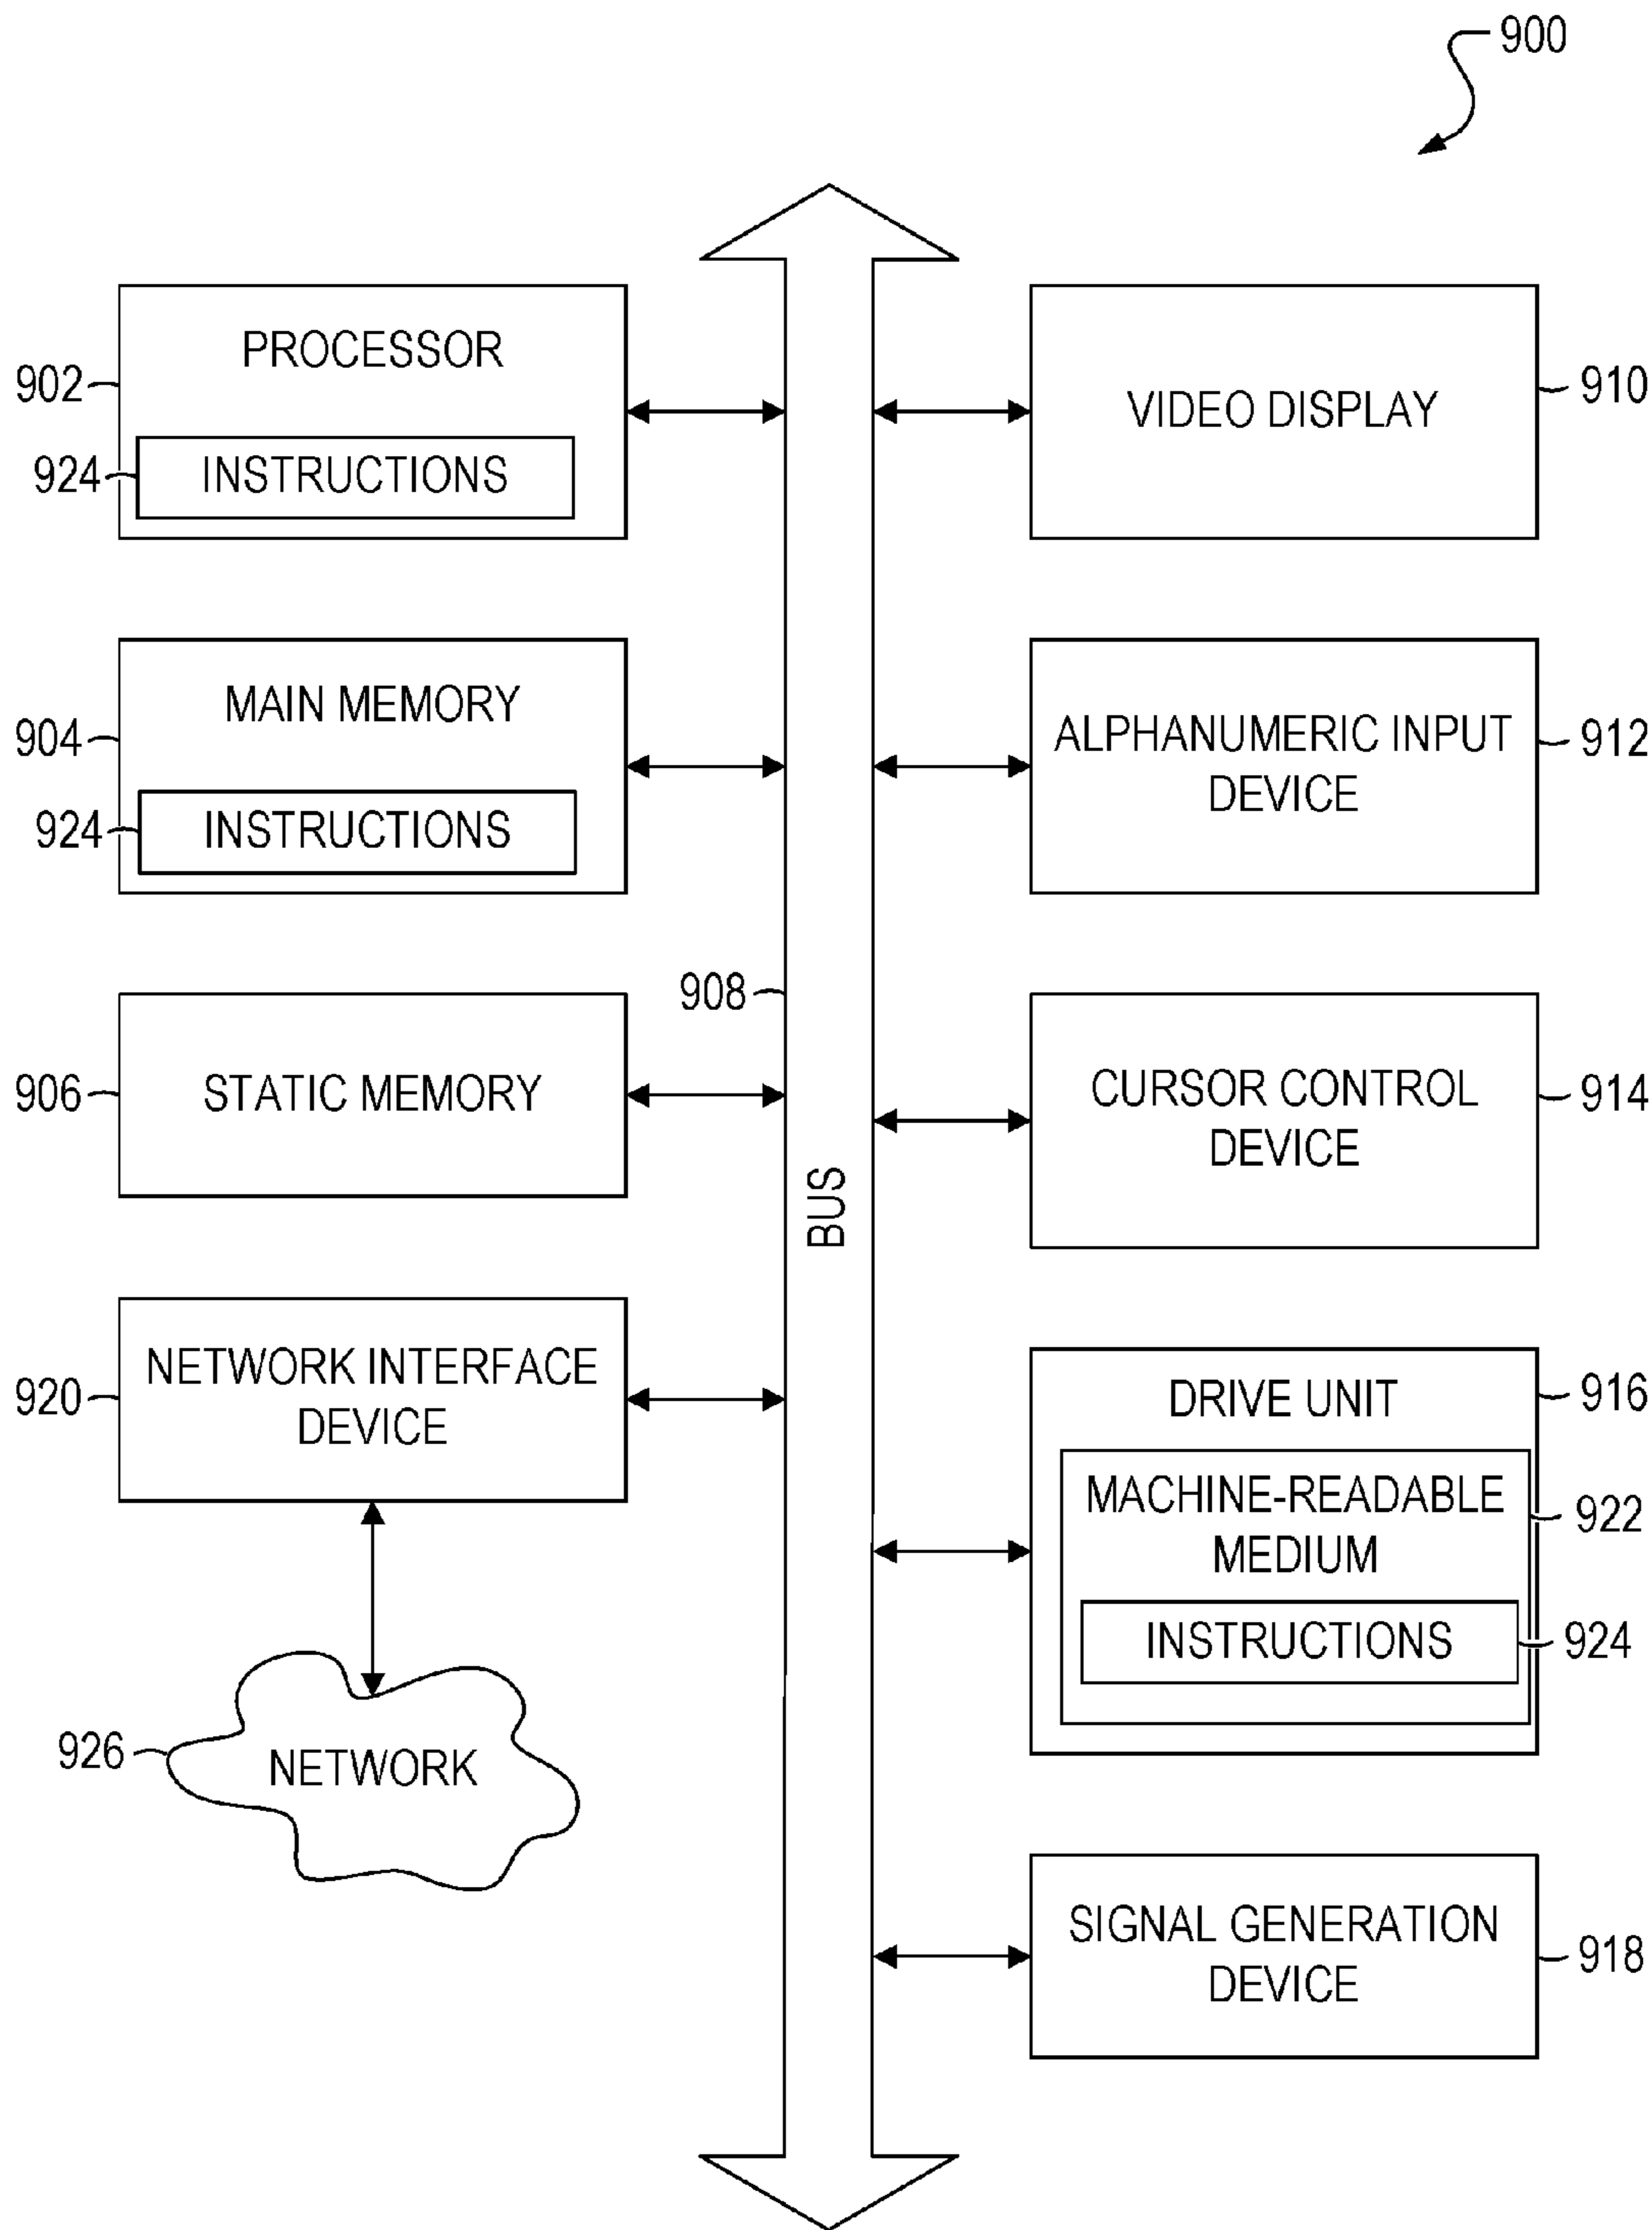 900
PROCESSOR
902
924
INSTRUCTIONS
MAIN MEMORY
904
924
INSTRUCTIONS
908
906
STATIC MEMORY
BUS
NETWORK INTERFACE
920
DEVICE
926
NETWORK
VIDEO DISPLAY
910
ALPHANUMERIC INPUT
912
DEVICE
CURSOR CONTROL
914
DEVICE
DRIVE UNIT
916
MACHINE-READABLE
922
MEDIUM
INSTRUCTIONS
924
SIGNAL GENERATION
918
DEVICE